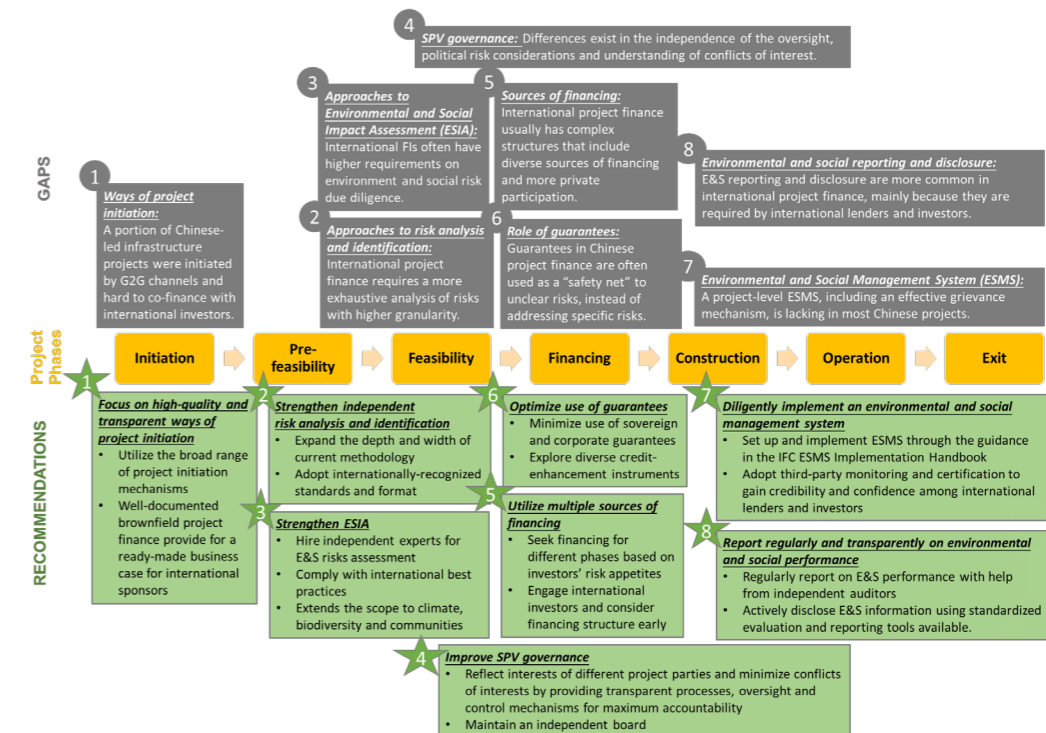 4
SPV governance: Differences exist in the independence of the oversight,
political risk considerations and understanding of conflicts of interest.
3
Approaches to
Environmental and Social
Impact Assessment (ESIA):
International FIs often have
higher requirements on
environment and social risk
due diligence.
5
Sources of financing:
International project finance
usually has complex
structures that include
diverse sources of financing
and more private
participation.
8
Environmental and social reporting and disclosure:
E&S reporting and disclosure are more common in
international project finance, mainly because they are
required by international lenders and investors.
GAPS
1
Ways of project
initiation:
A portion of Chinese-
led infrastructure
projects were initiated
by G2G channels and
hard to co-finance with
international investors.
2
Approaches to risk analysis
and identification:
International project
finance requires a more
exhaustive analysis of risks
with higher granularity.
6
Role of guarantees:
Guarantees in Chinese
project finance are often
used as a “safety net” to
unclear risks, instead of
addressing specific risks.
7
Environmental and Social Management System (ESMS):
A project-level ESMS, including an effective grievance
mechanism, is lacking in most Chinese projects.
Project
Phases
Initiation
Pre-
feasibility
Feasibility
Financing
Construction
Operation
Exit
RECOMMENDATIONS
1
Focus on high-quality and
transparent ways of
project initiation
• Utilize the broad range
of project initiation
mechanisms
• Well-documented
brownfield project
finance provide for a
ready-made business
case for international
sponsors
2
Strengthen independent
risk analysis and identification
• Expand the depth and width of
current methodology
• Adopt internationally-recognized
standards and format
3
Strengthen ESIA
• Hire independent experts for
E&S risks assessment
• Comply with international best
practices
• Extends the scope to climate,
biodiversity and communities
6
Optimize use of guarantees
• Minimize use of sovereign
and corporate guarantees
• Explore diverse credit-
enhancement instruments
5
Utilize multiple sources of
financing
• Seek financing for
different phases based on
investors’ risk appetites
• Engage international
investors and consider
financing structure early
7
Diligently implement an environmental and social
management system
• Set up and implement ESMS through the guidance
in the IFC ESMS Implementation Handbook
• Adopt third-party monitoring and certification to
gain credibility and confidence among international
lenders and investors
8
Report regularly and transparently on environmental
and social performance
• Regularly report on E&S performance with help
from independent auditors
• Actively disclose E&S information using standardized
evaluation and reporting tools available.
4
Improve SPV governance
• Reflect interests of different project parties and minimize conflicts
of interests by providing transparent processes, oversight and
control mechanisms for maximum accountability
• Maintain an independent board